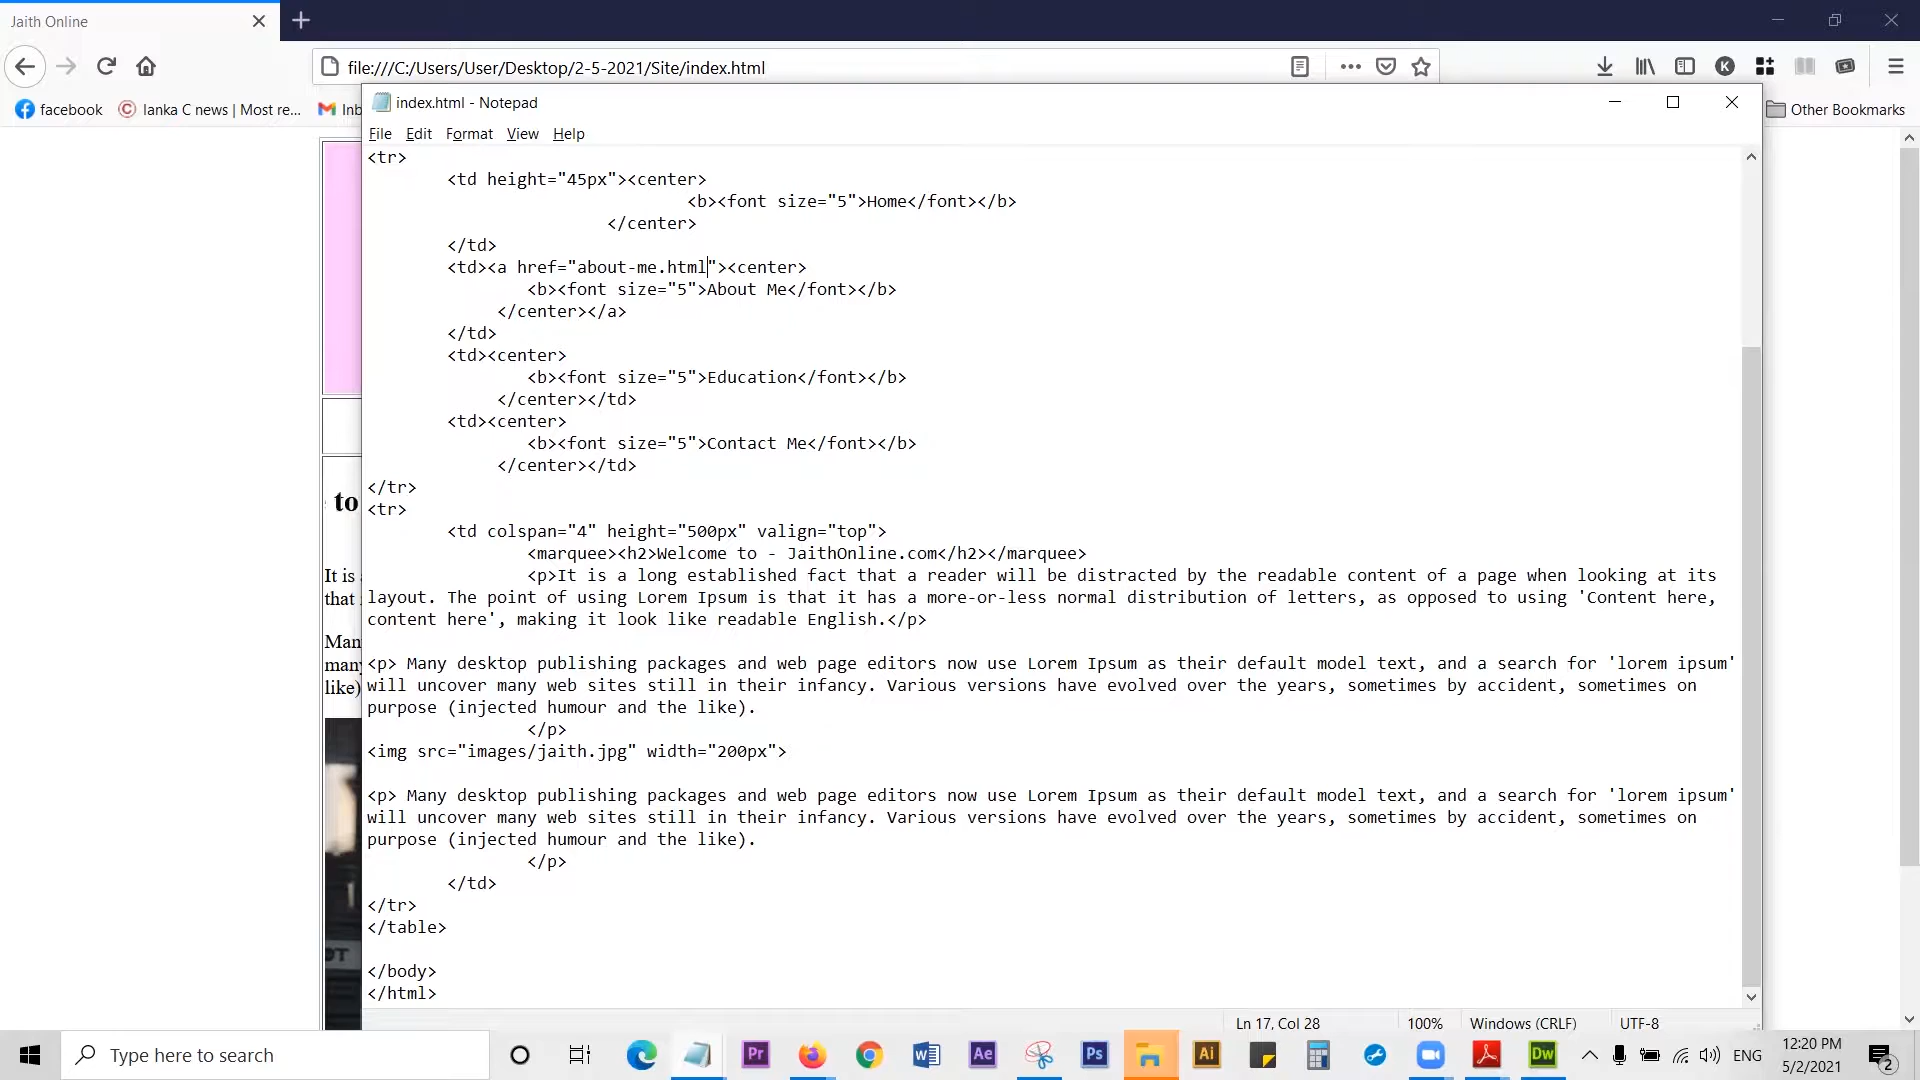 Jaith Online
file:///C:/Users/User/Desktop/2-5-2021/Site/index.html
facebook
lanka C news | Most re...
Inb
Other Bookmarks
index.html - Notepad
File Edit Format View Help
<tr>
<td height="45px"><center>
<b><font size="5">Home</font></b>
</center>
</td>
<td><a href="about-me.html"><center>
<b><font size="5">About Me</font></b>
</center></a>
</td>
<td><center>
<b><font size="5">Education</font></b>
</center></td>
<td><center>
<b><font size="5">Contact Me</font></b>
</center></td>
</tr>
<tr>
<td colspan="4" height="500px" valign="top">
<marquee><h2>Welcome to - JaithOnline.com</h2></marquee>
<p>It is a long established fact that a reader will be distracted by the readable content of a page when looking at its
layout. The point of using Lorem Ipsum is that it has a more-or-less normal distribution of letters, as opposed to using 'Content here,
content here', making it look like readable English.</p>
<p> Many desktop publishing packages and web page editors now use Lorem Ipsum as their default model text, and a search for 'lorem ipsum'
will uncover many web sites still in their infancy. Various versions have evolved over the years, sometimes by accident, sometimes on
purpose (injected humour and the like).
</p>
<img src="images/jaith.jpg" width="200px">
<p> Many desktop publishing packages and web page editors now use Lorem Ipsum as their default model text, and a search for 'lorem ipsum'
will uncover many web sites still in their infancy. Various versions have evolved over the years, sometimes by accident, sometimes on
purpose (injected humour and the like).
</p>
</td>
</tr>
</table>
</body>
</html>
to
It is
that
Man
many
like)
Ln 17, Col 28
100%
Windows (CRLF)
UTF-8
Type here to search
ENG
12:20 PM
5/2/2021
2